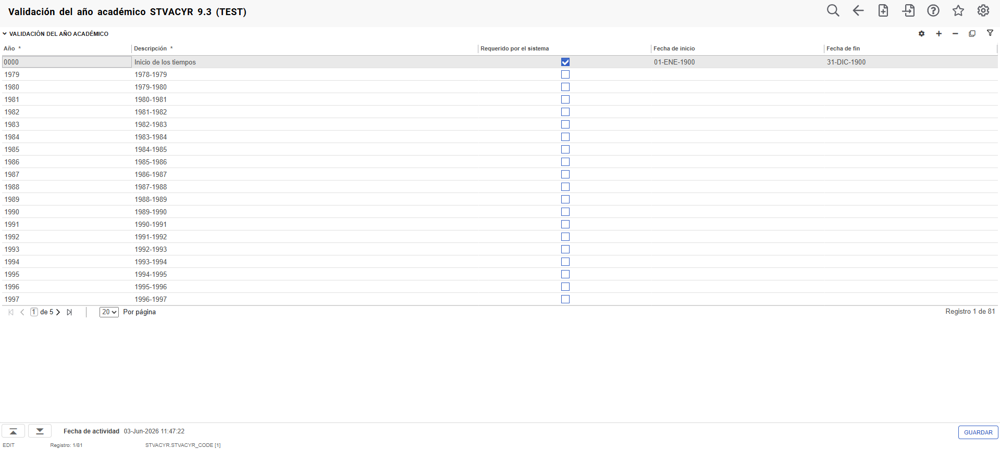 Validación del año académico STVACYR 9.3 (TEST)
VALIDACIÓN DEL AÑO ACADÉMICO
Año * Descripción * Requerido por el sistema Fecha de inicio Fecha de fin
0000 Inicio de los tiempos 01-ENE-1900 31-DIC-1900
1979 1978-1979
1980 1979-1980
1981 1980-1981
1982 1981-1982
1983 1982-1983
1984 1983-1984
1985 1984-1985
1986 1985-1986
1987 1986-1987
1988 1987-1988
1989 1988-1989
1990 1989-1990
1991 1990-1991
1992 1991-1992
1993 1992-1993
1994 1993-1994
1995 1994-1995
1996 1995-1996
1997 1996-1997
1 de 5 20 Por página Registro 1 de 81
Fecha de actividad 03-Jun-2026 11:47:22 GUARDAR
EDIT Registro: 1/81 STVACYR.STVACYR_CODE [1]